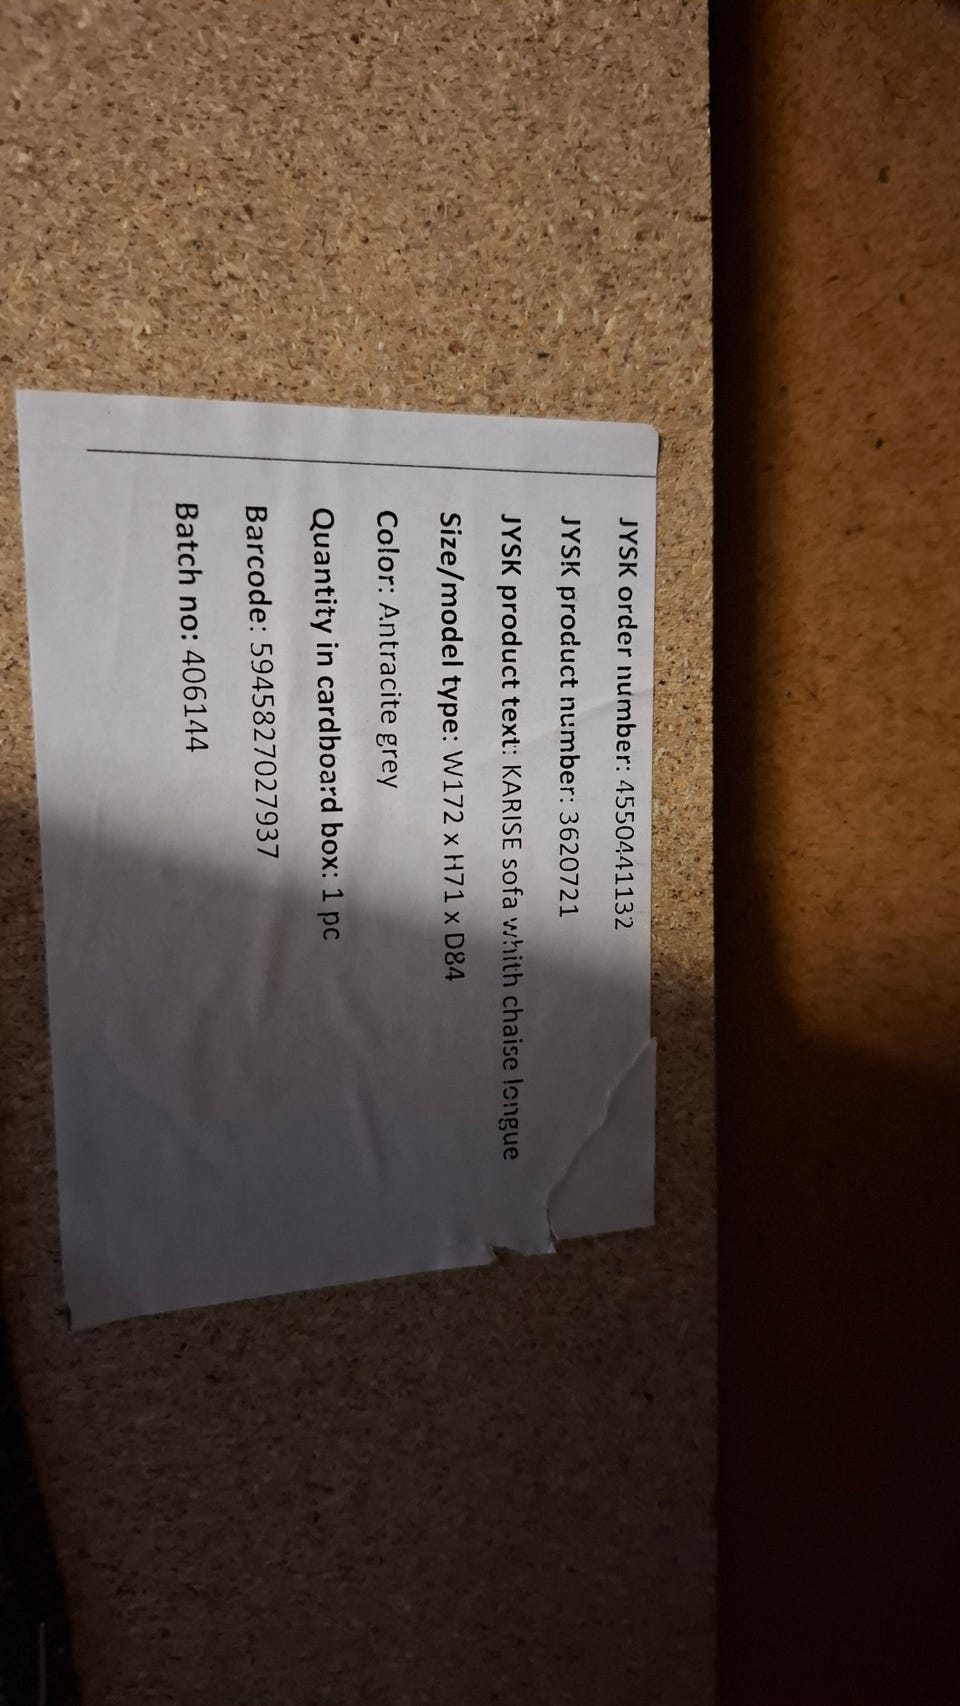 JYSK order number: 4550441132
JYSK product number: 3620721
JYSK product text: KARISE sofa whith chaise longue
Size/model type: W172 x H71 x D84
Color: Antracite grey
Quantity in cardboard box: 1 pc
Barcode: 5945827027937
Batch no: 406144